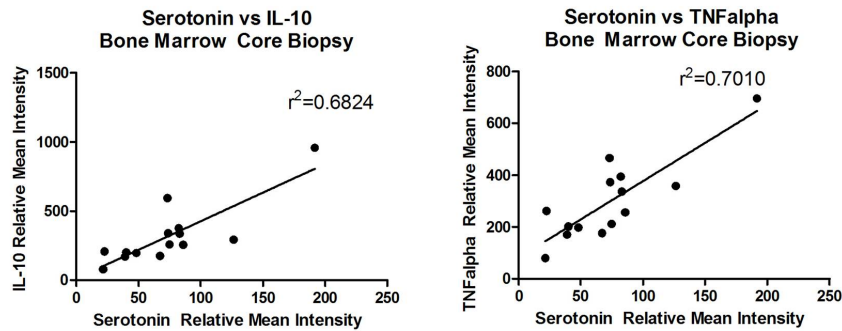 Serotonin vs IL-10
Bone Marrow Core Biopsy
IL-10 Relative Mean Intensity
1500
1000
500
0
r²=0.6824
0 50 100 150 200 250
Serotonin Relative Mean Intensity
Serotonin vs TNFalpha
Bone Marrow Core Biopsy
TNFalpha Relative Mean Intensity
800
600
400
200
0
r²=0.7010
0 50 100 150 200 250
Serotonin Relative Mean Intensity